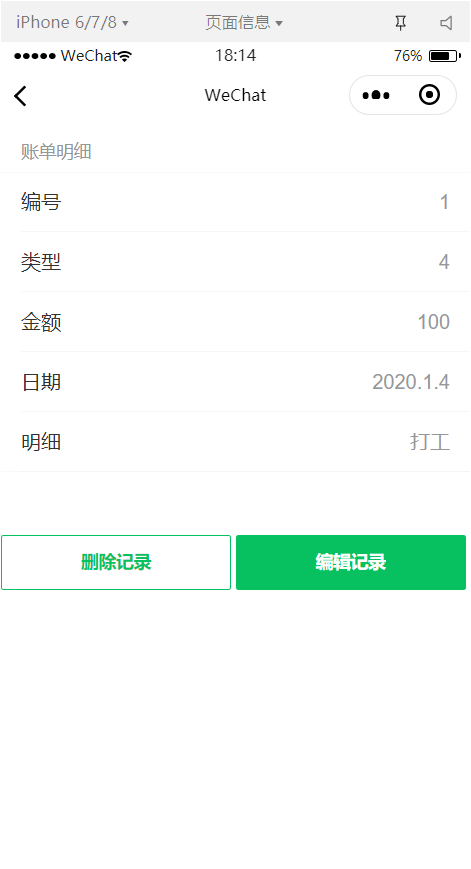 iPhone 6/7/8 页面信息
WeChat 18:14 76%
WeChat
账单明细
编号 1
类型 4
金额 100
日期 2020.1.4
明细 打工
删除记录 编辑记录